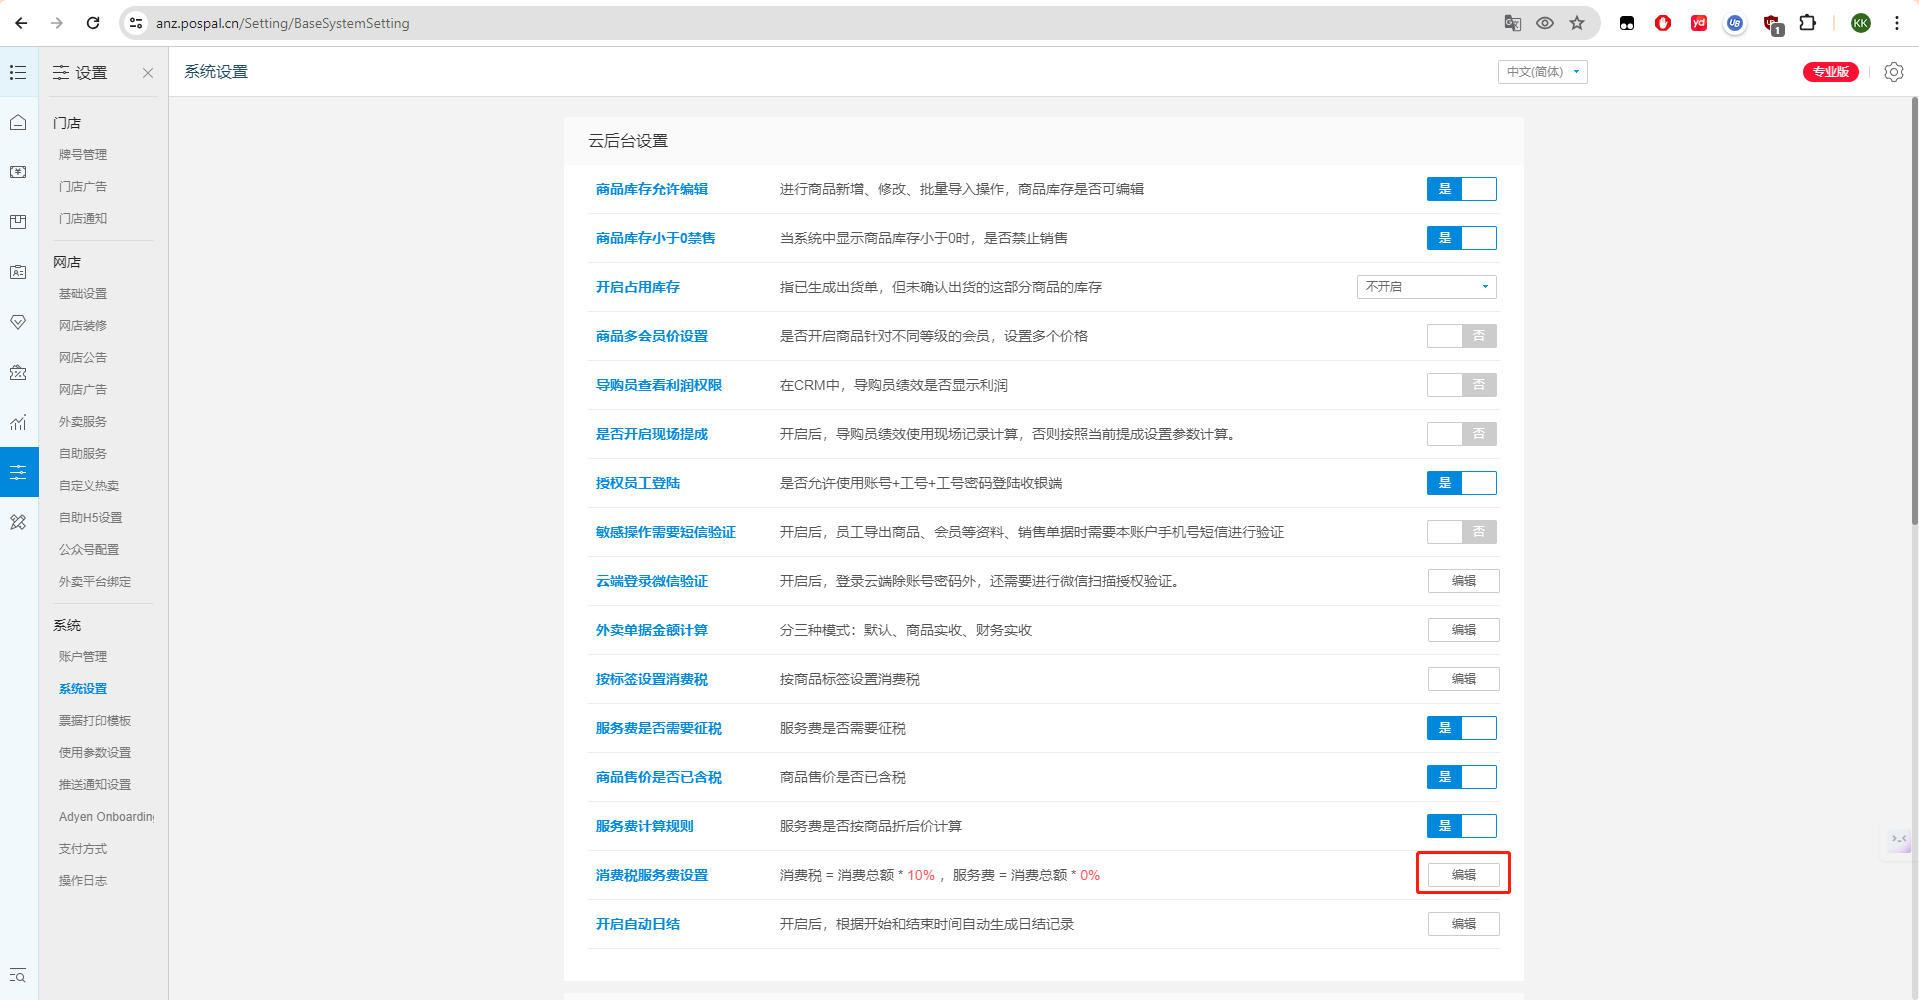 anz.pospal.cn/Setting/BaseSystemSetting
yd
UB
1
KK
设置
系统设置
中文(简体)
专业版
门店
牌号管理
门店广告
门店通知
网店
基础设置
网店装修
网店公告
网店广告
外卖服务
自助服务
自定义热卖
自助H5设置
公众号配置
外卖平台绑定
系统
账户管理
系统设置
票据打印模板
使用参数设置
推送通知设置
Adyen Onboarding
支付方式
操作日志
云后台设置
商品库存允许编辑 进行商品新增、修改、批量导入操作，商品库存是否可编辑 是
商品库存小于0禁售 当系统中显示商品库存小于0时，是否禁止销售 是
开启占用库存 指已生成出货单，但未确认出货的这部分商品的库存 不开启
商品多会员价设置 是否开启商品针对不同等级的会员，设置多个价格 否
导购员查看利润权限 在CRM中，导购员绩效是否显示利润 否
是否开启现场提成 开启后，导购员绩效使用现场记录计算，否则按照当前提成设置参数计算。 否
授权员工登陆 是否允许使用账号+工号+工号密码登陆收银端 是
敏感操作需要短信验证 开启后，员工导出商品、会员等资料、销售单据时需要本账户手机号短信进行验证 否
云端登录微信验证 开启后，登录云端除账号密码外，还需要进行微信扫描授权验证。 编辑
外卖单据金额计算 分三种模式：默认、商品实收、财务实收 编辑
按标签设置消费税 按商品标签设置消费税 编辑
服务费是否需要征税 服务费是否需要征税 是
商品售价是否已含税 商品售价是否已含税 是
服务费计算规则 服务费是否按商品折后价计算 是
消费税服务费设置 消费税 = 消费总额 * 10% ，服务费 = 消费总额 * 0% 编辑
开启自动日结 开启后，根据开始和结束时间自动生成日结记录 编辑